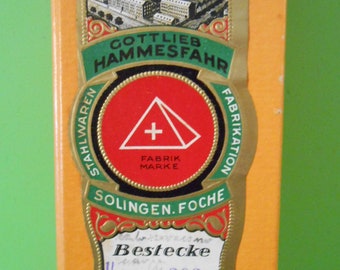 GOTTLIEB
HAMMESFAHR
STAHLWAREN
FABRIKATION
FABRIK
MARKE
SOLINGEN.FOCHE
Bestecke